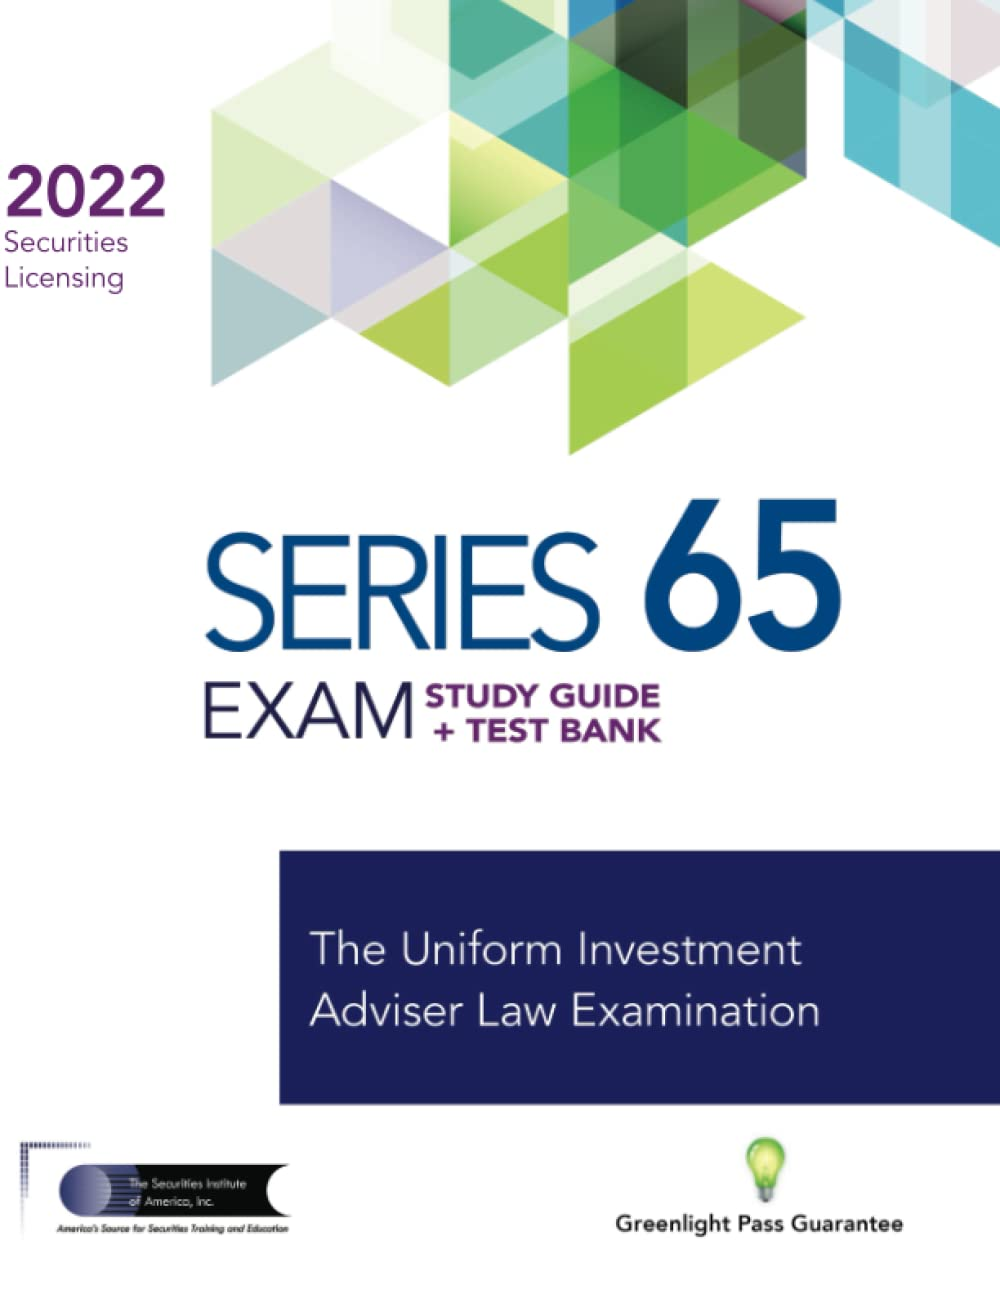 2022
Securities
Licensing
SERIES 65
EXAM STUDY GUIDE
+ TEST BANK
The Uniform Investment
Adviser Law Examination
The Securities Institute
of America, Inc.
America's Source for Securities Training and Education
Greenlight Pass Guarantee